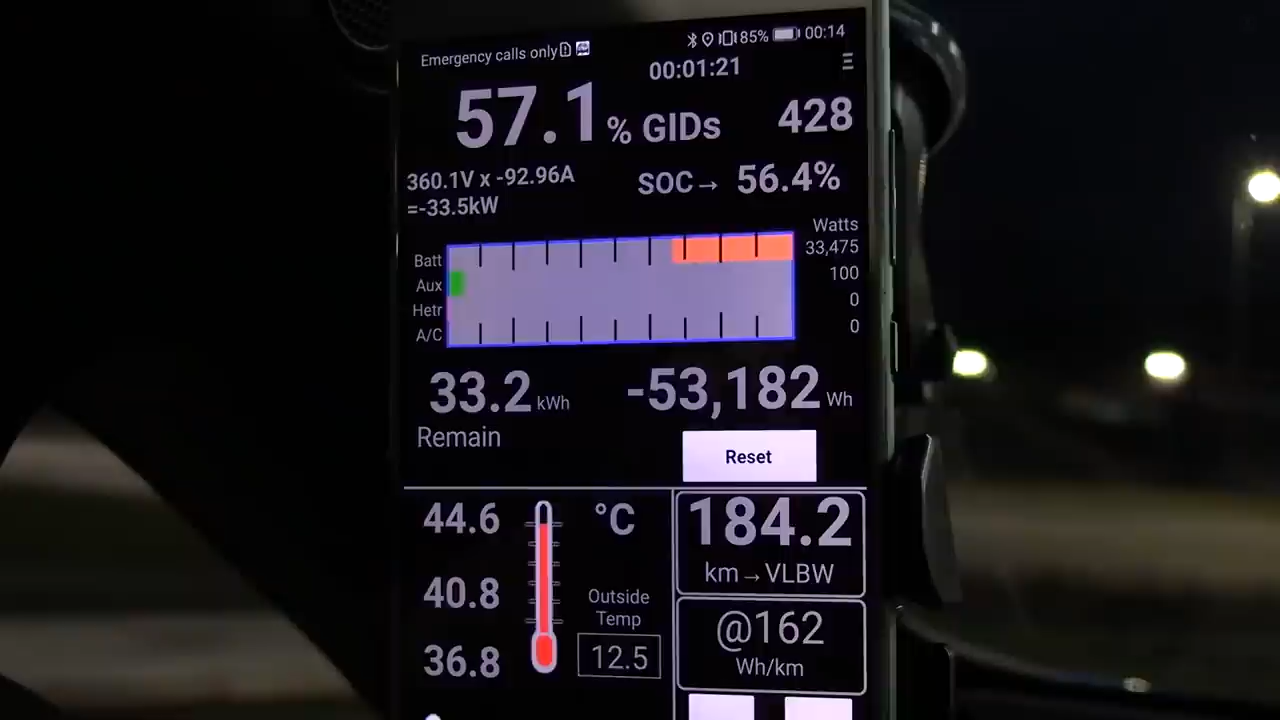 Emergency calls only 85% 00:14
00:01:21
57.1 % GIDs 428
360.1V x -92.96A
=-33.5kW
SOC→ 56.4%
Watts
Batt 33,475
Aux 100
Hetr 0
A/C 0
33.2 kWh -53,182 Wh
Remain
Reset
44.6 °C
40.8
36.8
Outside
Temp
12.5
184.2
km→VLBW
@162
Wh/km